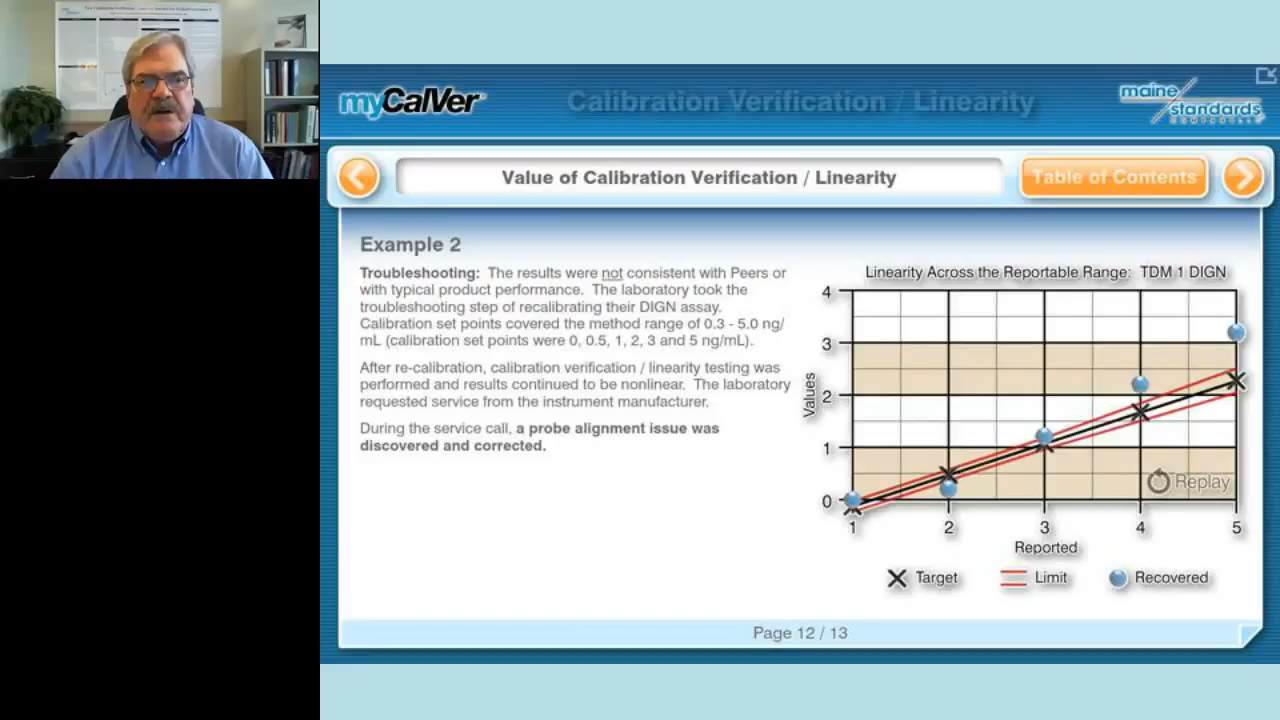 myCalVer
Calibration Verification / Linearity
maine
standards
Value of Calibration Verification / Linearity
Table of Contents
Example 2
Troubleshooting: The results were not consistent with Peers or
with typical product performance. The laboratory took the
troubleshooting step of recalibrating their DIGN assay.
Calibration set points covered the method range of 0.3 - 5.0 ng/
mL (calibration set points were 0, 0.5, 1, 2, 3 and 5 ng/mL).
After re-calibration, calibration verification / linearity testing was
performed and results continued to be nonlinear. The laboratory
requested service from the instrument manufacturer.
During the service call, a probe alignment issue was
discovered and corrected.
Linearity Across the Reportable Range: TDM 1 DIGN
4
3
2
1
0
Values
Replay
1 2 3 4 5
Reported
Target Limit Recovered
Page 12 / 13